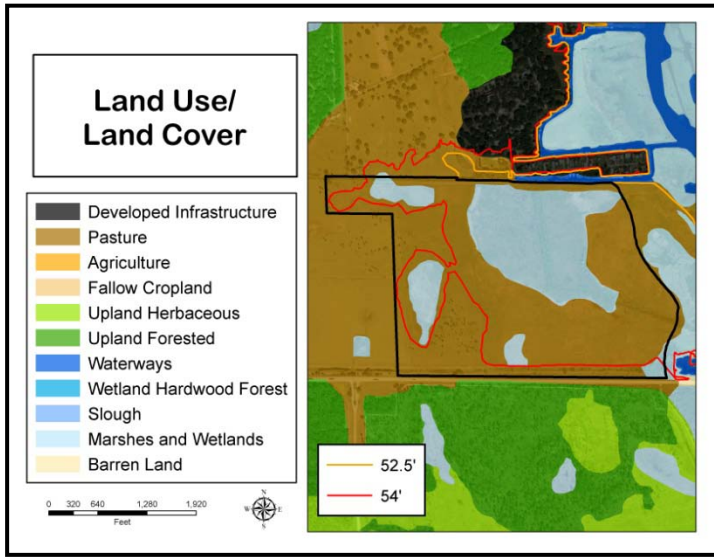 Land Use/
Land Cover
Developed Infrastructure
Pasture
Agriculture
Fallow Cropland
Upland Herbaceous
Upland Forested
Waterways
Wetland Hardwood Forest
Slough
Marshes and Wetlands
Barren Land
0 320 640 1,280 1,920
Feet
N
W E
S
52.5'
54'